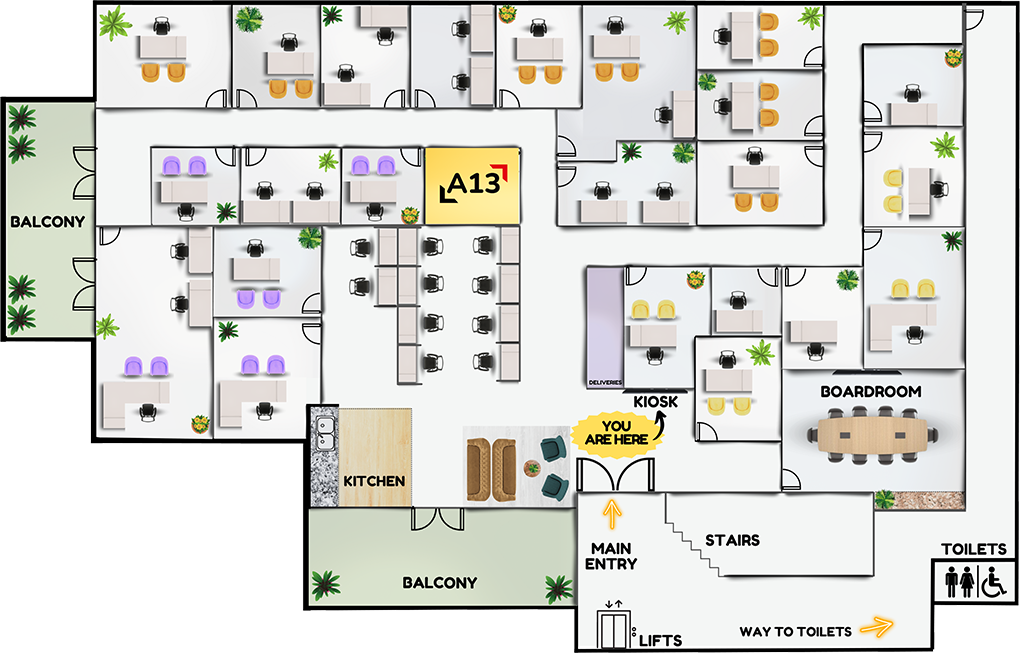 A13
BALCONY
DELIVERIES
KIOSK
BOARDROOM
YOU
ARE HERE
KITCHEN
MAIN
ENTRY
STAIRS
TOILETS
BALCONY
WAY TO TOILETS
LIFTS